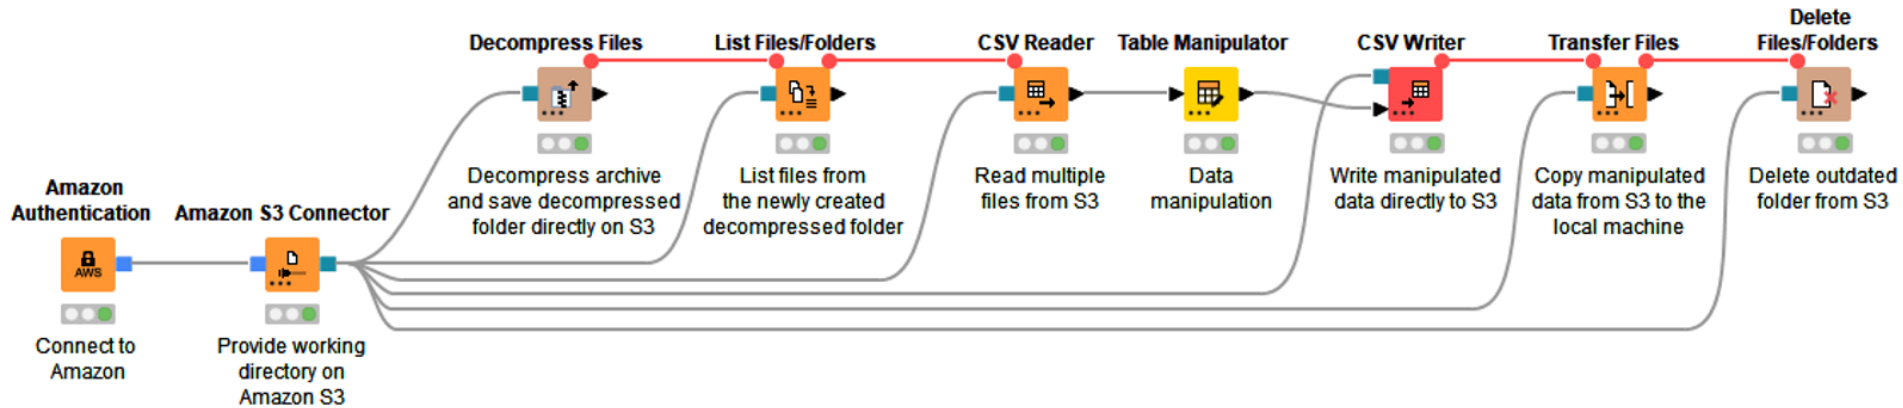 Decompress Files
List Files/Folders
CSV Reader
Table Manipulator
CSV Writer
Transfer Files
Delete
Files/Folders
Decompress archive
and save decompressed
folder directly on S3
List files from
the newly created
decompressed folder
Read multiple
files from S3
Data
manipulation
Write manipulated
data directly to S3
Copy manipulated
data from S3 to the
local machine
Delete outdated
folder from S3
Amazon
Authentication
AWS
Connect to
Amazon
Amazon S3 Connector
Provide working
directory on
Amazon S3